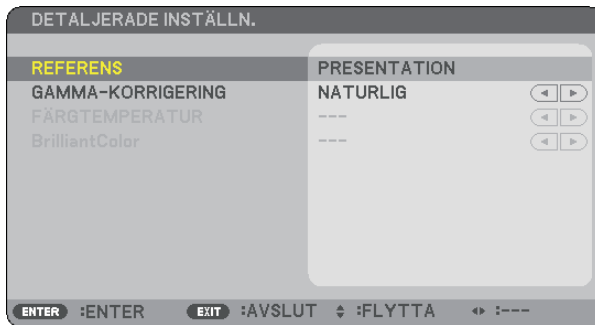 DETALJERADE INSTÄLLN.
REFERENS PRESENTATION
GAMMA-KORRIGERING NATURLIG
FÄRGTEMPERATUR ---
BrilliantColor ---
ENTER :ENTER EXIT :AVSLUT :FLYTTA :---